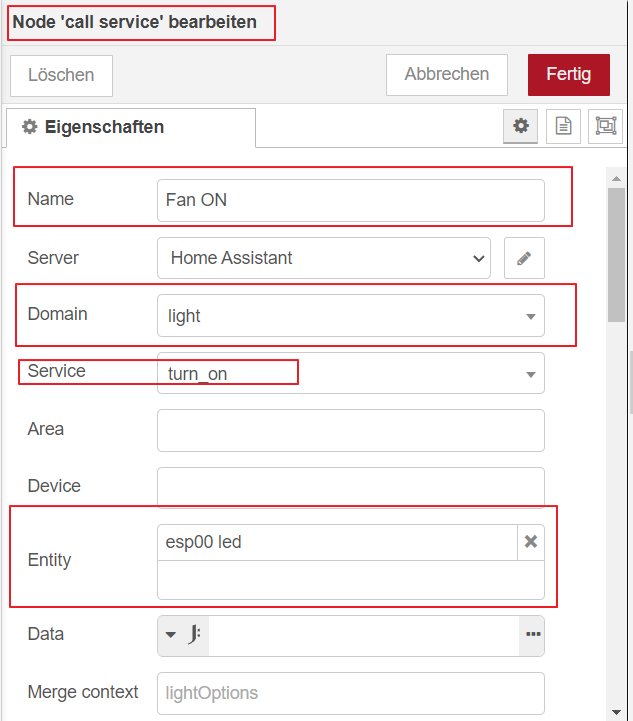 Node 'call service' bearbeiten
Löschen
Abbrechen
Fertig
Eigenschaften
Name
Fan ON
Server
Home Assistant
Domain
light
Service
turn_on
Area
Device
Entity
esp00 led
Data
J:
Merge context
lightOptions